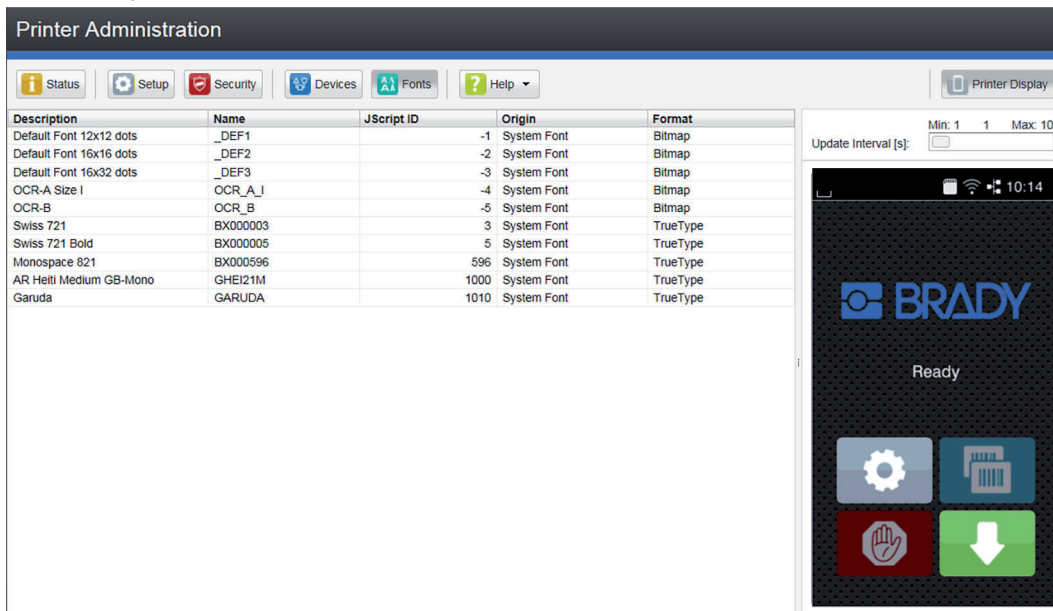 Printer Administration
Status Setup Security Devices Fonts Help Printer Display
Description Name JScript ID Origin Format
Default Font 12x12 dots _DEF1 -1 System Font Bitmap
Default Font 16x16 dots _DEF2 -2 System Font Bitmap
Default Font 16x32 dots _DEF3 -3 System Font Bitmap
OCR-A Size I OCR_A_I -4 System Font Bitmap
OCR-B OCR_B -5 System Font Bitmap
Swiss 721 BX000003 3 System Font TrueType
Swiss 721 Bold BX000005 5 System Font TrueType
Monospace 821 BX000596 596 System Font TrueType
AR Heiti Medium GB-Mono GHEI21M 1000 System Font TrueType
Garuda GARUDA 1010 System Font TrueType
Min: 1 1 Max: 10
Update Interval [s]:
10:14
BRADY
Ready